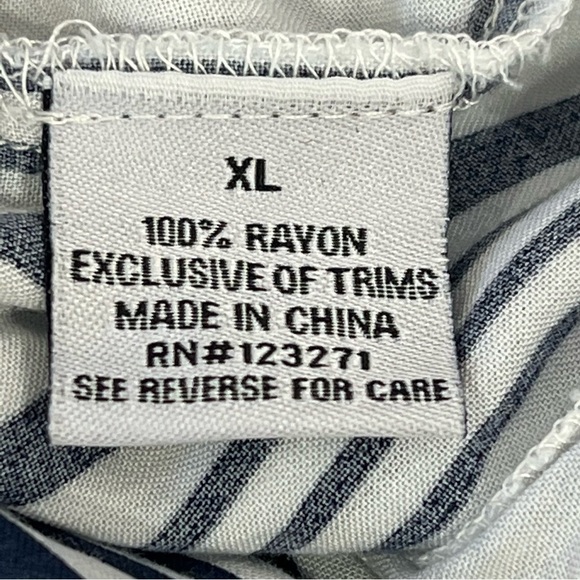 XL
100% RAYON
EXCLUSIVE OF TRIMS
MADE IN CHINA
RN#123271
SEE REVERSE FOR CARE